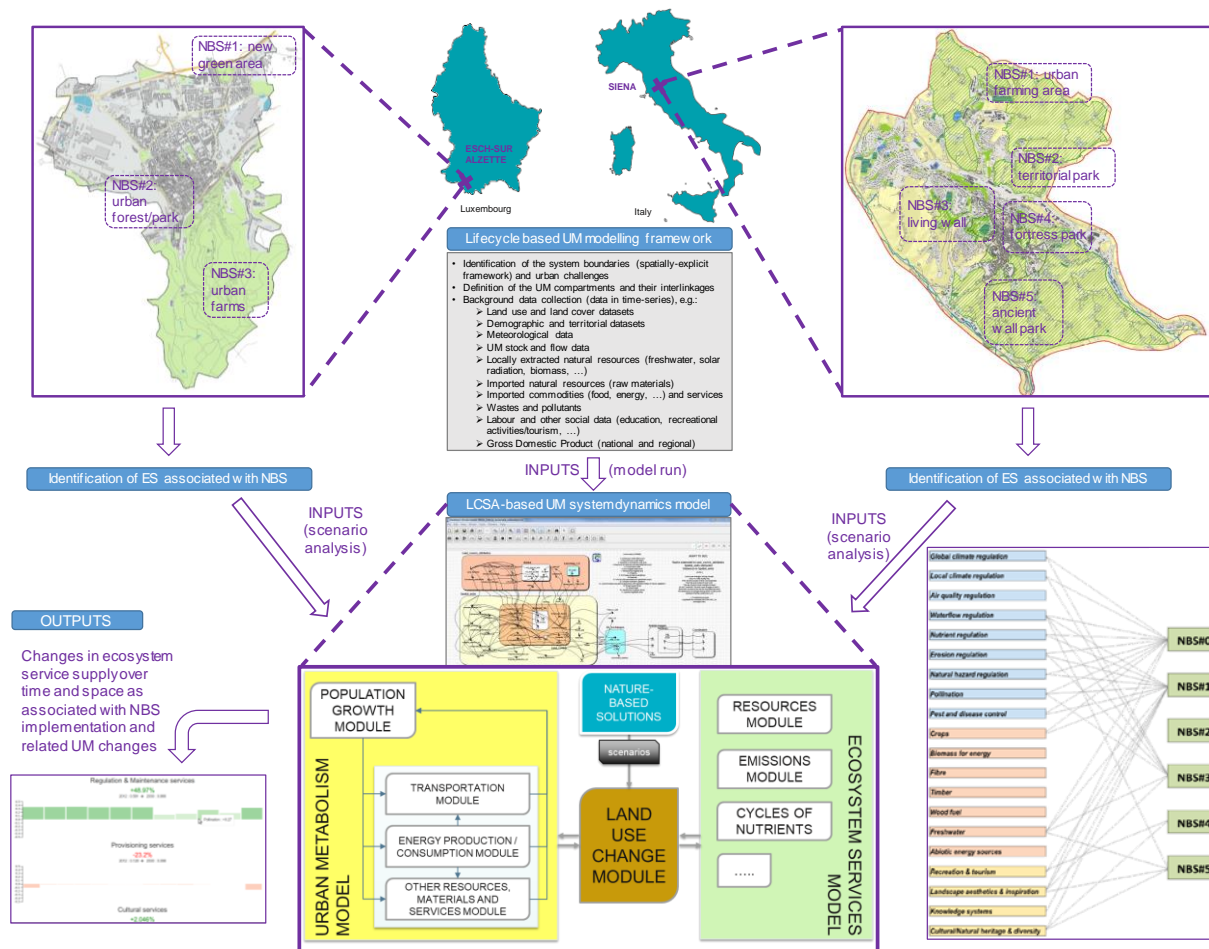 NBS#1: new
green area
NBS#2:
urban
forest/park
NBS#3:
urban
farms
ESCH-SUR
ALZETTE
Luxembourg
SIENA
Italy
NBS#1: urban
farming area
NBS#2:
territorial park
NBS#3:
living wall
NBS#4:
fortress park
NBS#5:
ancient
wall park
Lifecycle based UM modelling framework
• Identification of the system boundaries (spatially-explicit
framework) and urban challenges
• Definition of the UM compartments and their interlinkages
• Background data collection (data in time-series), e.g.:
➢ Land use and land cover datasets
➢ Demographic and territorial datasets
➢ Meteorological data
➢ UM stock and flow data
➢ Locally extracted natural resources (freshwater, solar
radiation, biomass, …)
➢ Imported natural resources (raw materials)
➢ Imported commodities (food, energy, …) and services
➢ Wastes and pollutants
➢ Labour and other social data (education, recreational
activities/tourism, …)
➢ Gross Domestic Product (national and regional)
Identification of ES associated with NBS
INPUTS (model run)
Identification of ES associated with NBS
INPUTS
(scenario
analysis)
LCSA-based UM system dynamics model
INPUTS
(scenario
analysis)
OUTPUTS
Changes in ecosystem
service supply over
time and space as
associated with NBS
implementation and
related UM changes
Regulation & Maintenance services
Provisioning services
-23.2%
Cultural services
+2.046%
URBAN METABOLISM
MODEL
POPULATION
GROWTH
MODULE
TRANSPORTATION
MODULE
ENERGY PRODUCTION /
CONSUMPTION MODULE
OTHER RESOURCES,
MATERIALS AND
SERVICES MODULE
NATURE-
BASED
SOLUTIONS
scenarios
LAND
USE
CHANGE
MODULE
RESOURCES
MODULE
EMISSIONS
MODULE
CYCLES OF
NUTRIENTS
…..
ECOSYSTEM SERVICES
MODEL
Global climate regulation
Local climate regulation
Air quality regulation
Waterflow regulation
Nutrient regulation
Erosion regulation
Natural hazard regulation
Pollination
Pest and disease control
Crops
Biomass for energy
Fibre
Timber
Wood fuel
Freshwater
Abiotic energy sources
Recreation & tourism
Landscape aesthetics & inspiration
Knowledge systems
Cultural/Natural heritage & diversity
NBS#0
NBS#1
NBS#2
NBS#3
NBS#4
NBS#5